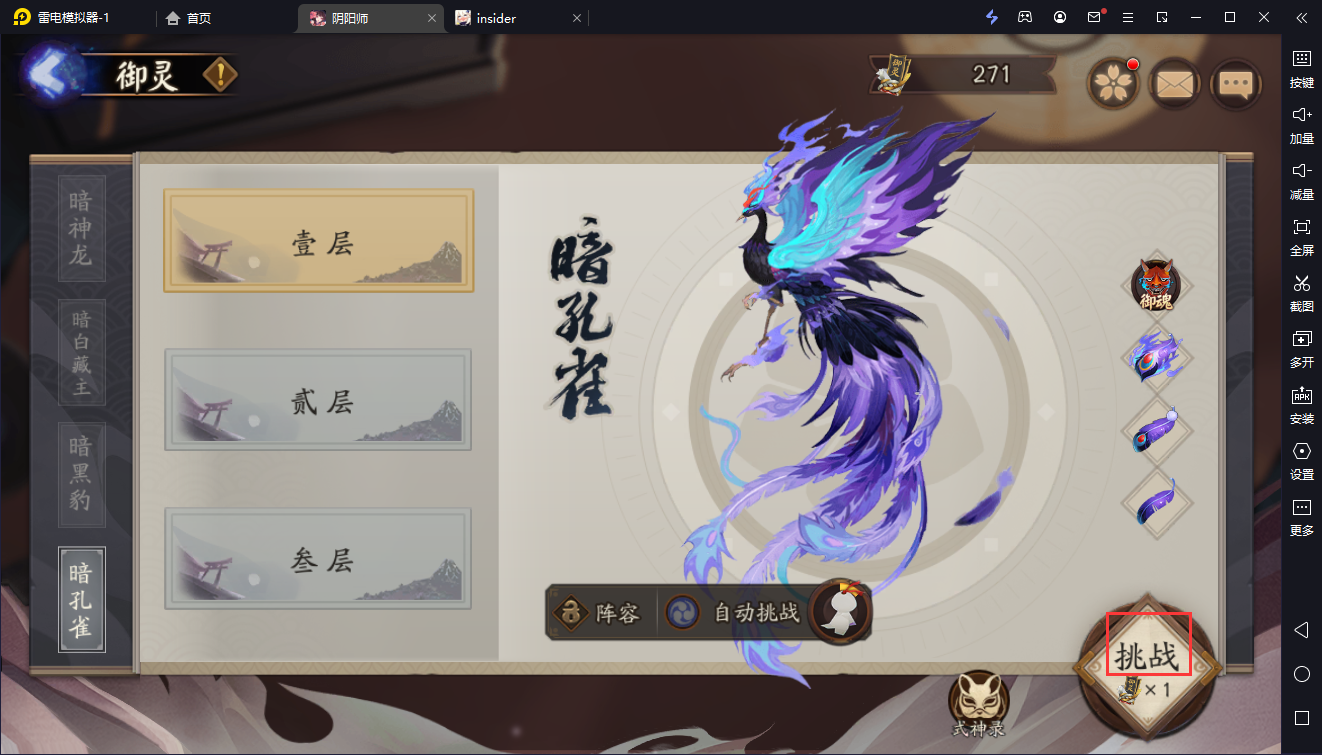 雷电模拟器-1
首页
阴阳师
insider
御灵
御灵
271
按键
加量
减量
全屏
截图
多开
APK
安装
设置
更多
暗神龙
暗白藏主
暗黑豹
暗孔雀
壹层
贰层
叁层
暗孔雀
御魂
阵容
自动挑战
挑战
×1
式神录